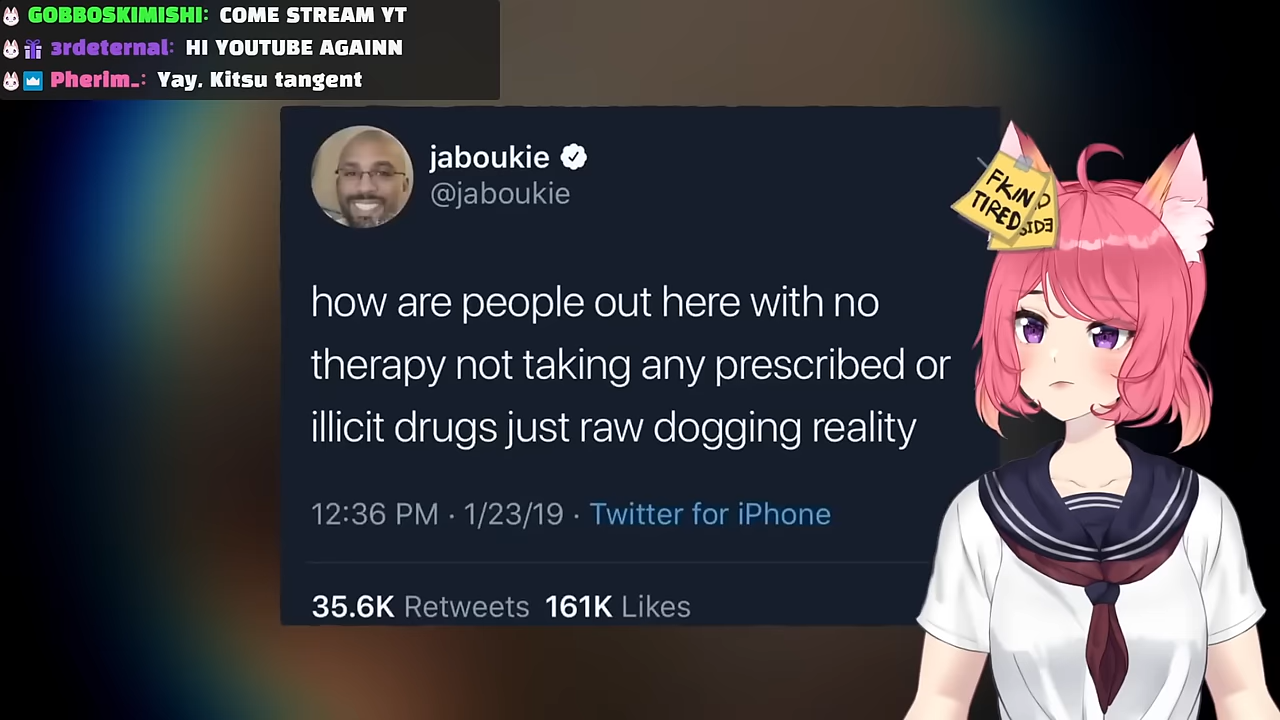 GOBBOSKIMISHI: COME STREAM YT
3rdeternal: HI YOUTUBE AGAINN
Pherim_: Yay, Kitsu tangent
jaboukie
@jaboukie
how are people out here with no
therapy not taking any prescribed or
illicit drugs just raw dogging reality
12:36 PM · 1/23/19 · Twitter for iPhone
35.6K Retweets 161K Likes
FKIN
TIRED